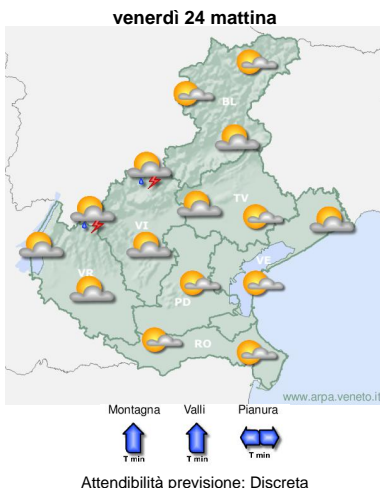 venerdì 24 mattina
BL
TV
VI
VE
VR
PD
RO
www.arpa.veneto.it
Montagna Valli Pianura
T min T min T min
Attendibilità previsione: Discreta